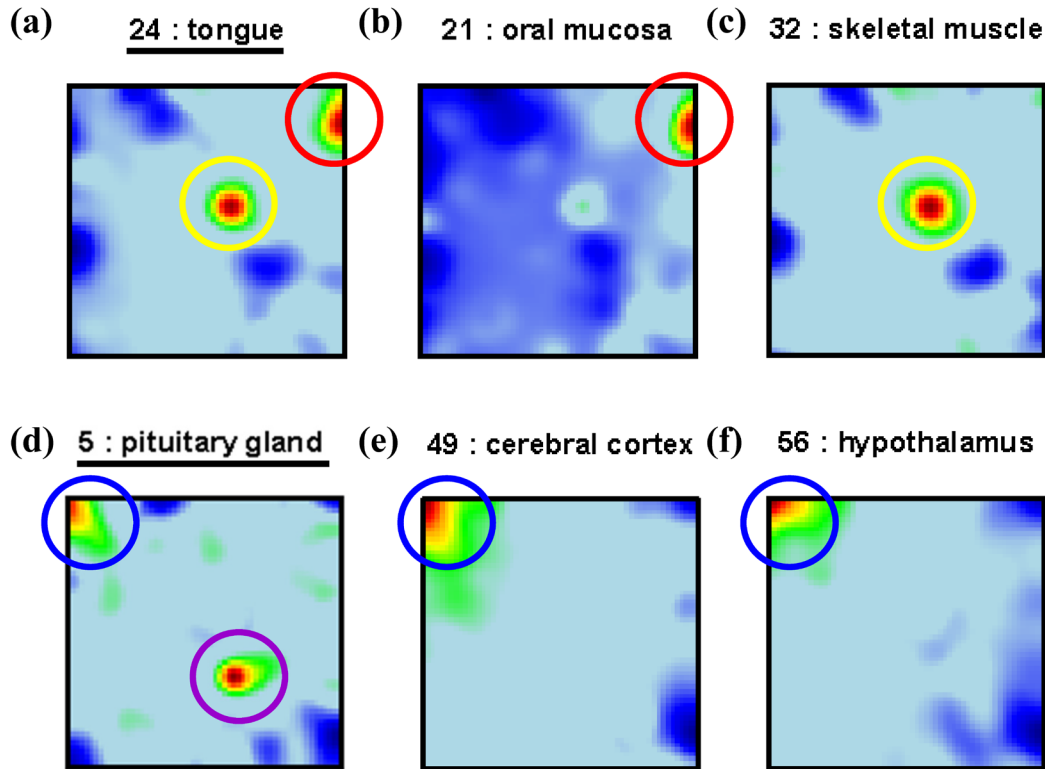 (a) 24 : tongue (b) 21 : oral mucosa (c) 32 : skeletal muscle
(d) 5 : pituitary gland (e) 49 : cerebral cortex (f) 56 : hypothalamus